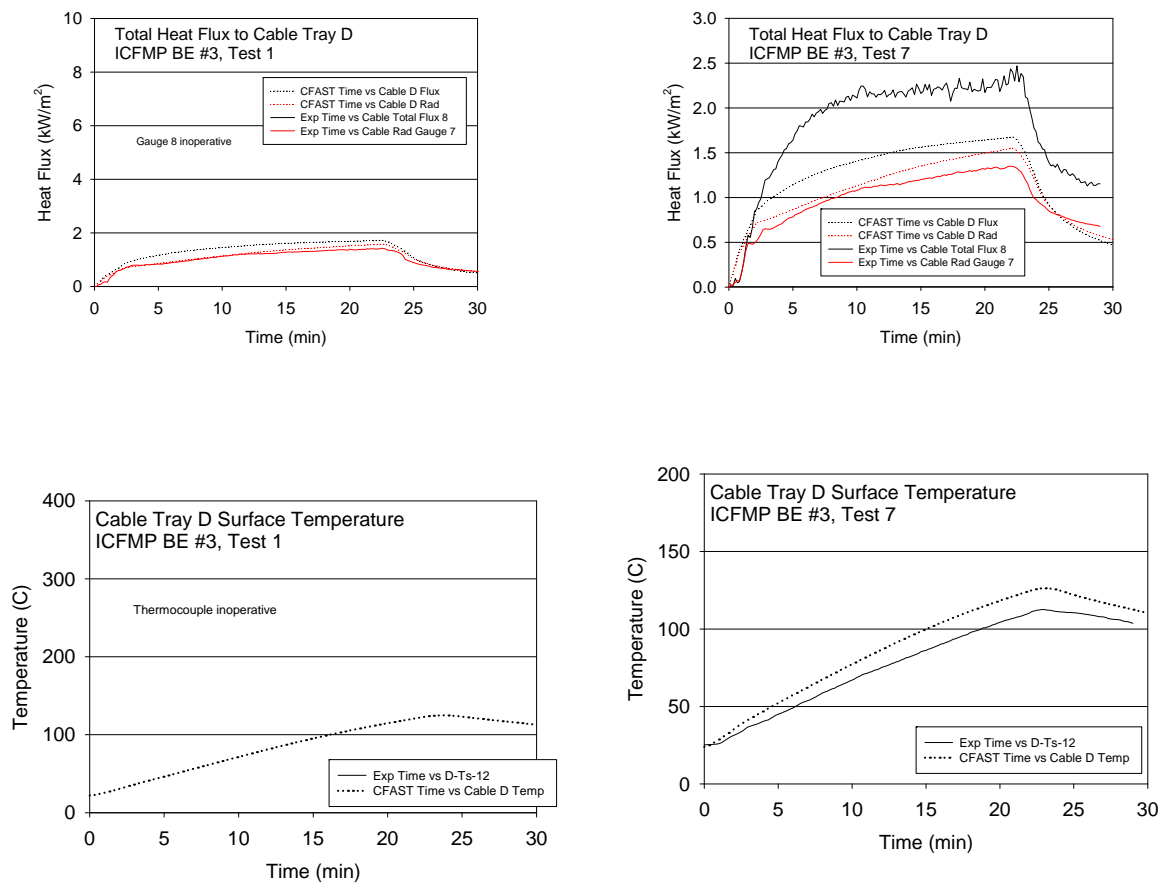 Total Heat Flux to Cable Tray D
ICFMP BE #3, Test 1
Heat Flux (kW/m²)
10
8
6
4
2
0
CFAST Time vs Cable D Flux
CFAST Time vs Cable D Rad
Exp Time vs Cable Total Flux 8
Exp Time vs Cable Rad Gauge 7
Gauge 8 inoperative
0 5 10 15 20 25 30
Time (min)
Total Heat Flux to Cable Tray D
ICFMP BE #3, Test 7
Heat Flux (kW/m²)
3.0
2.5
2.0
1.5
1.0
0.5
0.0
CFAST Time vs Cable D Flux
CFAST Time vs Cable D Rad
Exp Time vs Cable Total Flux 8
Exp Time vs Cable Rad Gauge 7
0 5 10 15 20 25 30
Time (min)
Cable Tray D Surface Temperature
ICFMP BE #3, Test 1
Temperature (C)
400
300
200
100
0
Thermocouple inoperative
Exp Time vs D-Ts-12
CFAST Time vs Cable D Temp
0 5 10 15 20 25 30
Time (min)
Cable Tray D Surface Temperature
ICFMP BE #3, Test 7
Temperature (C)
200
150
100
50
0
Exp Time vs D-Ts-12
CFAST Time vs Cable D Temp
0 5 10 15 20 25 30
Time (min)